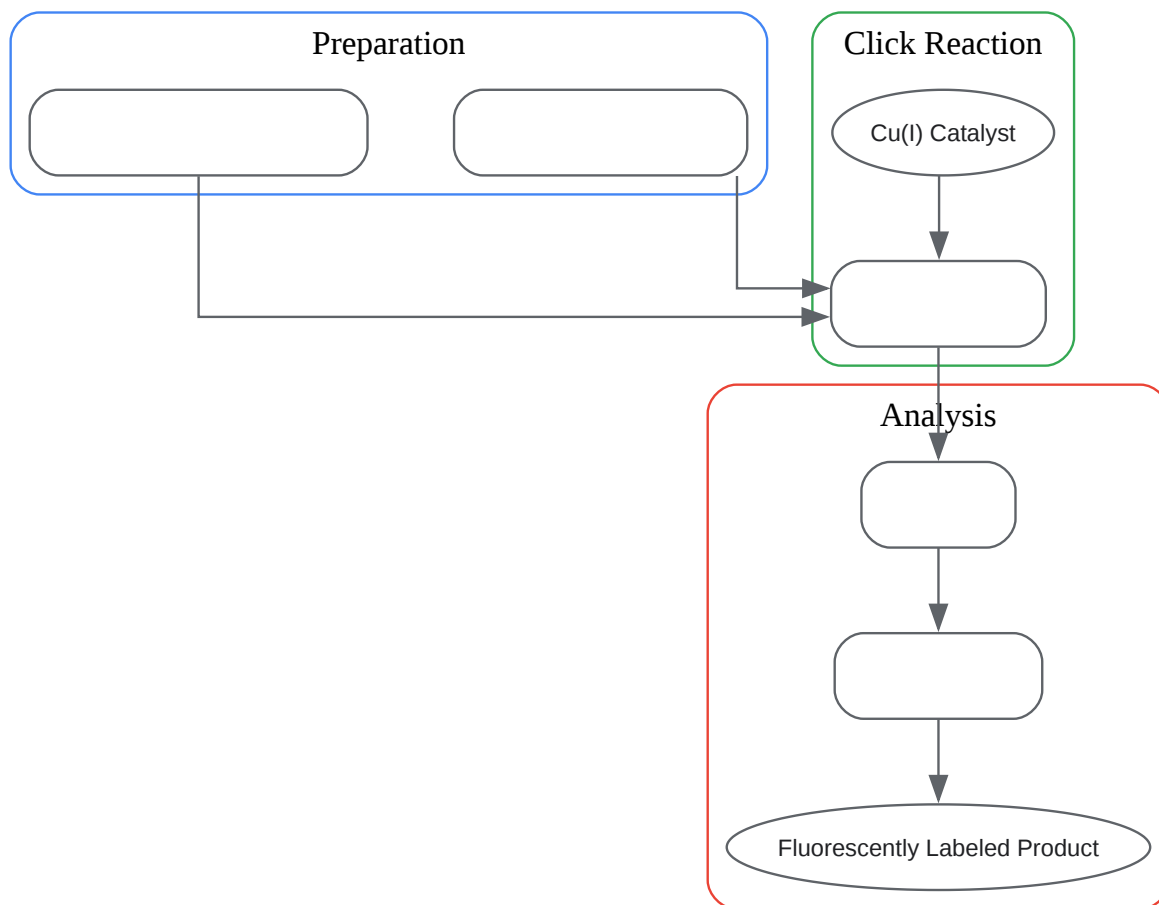 Preparation
Click Reaction
Cu(I) Catalyst
Analysis
Fluorescently Labeled Product